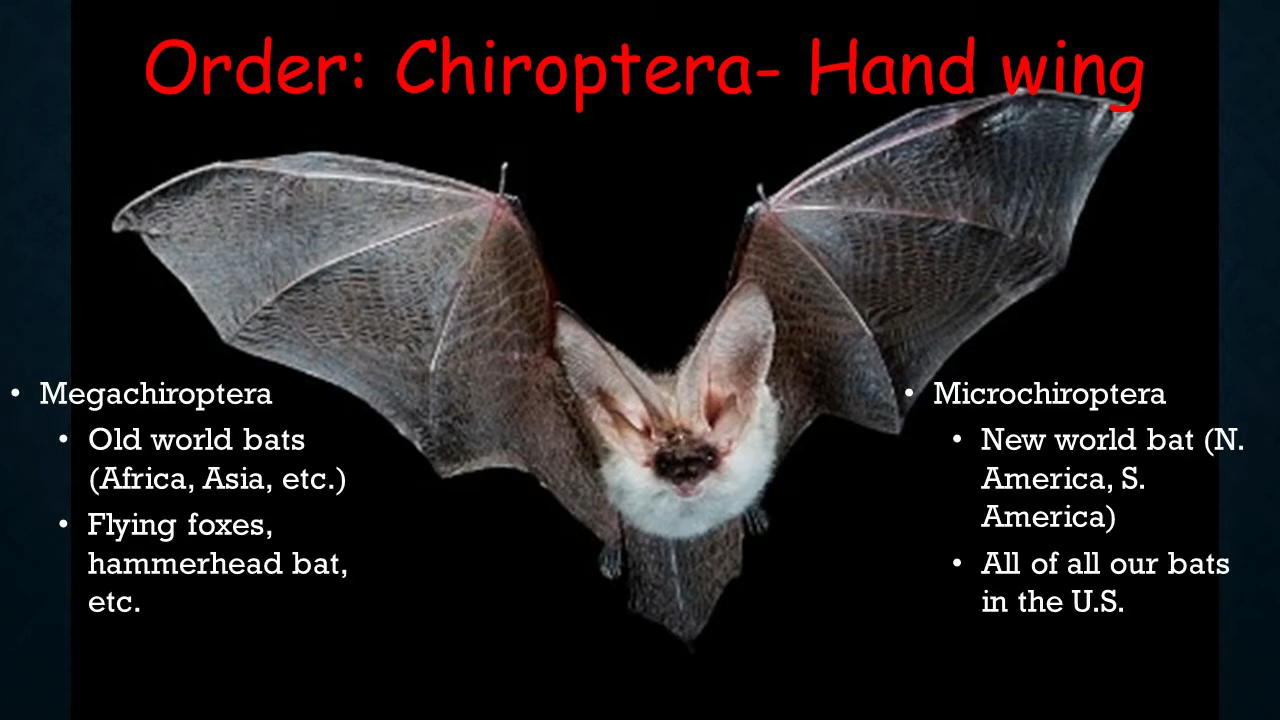 Order: Chiroptera- Hand wing
• Megachiroptera
• Old world bats
(Africa, Asia, etc.)
• Flying foxes,
hammerhead bat,
etc.
• Microchiroptera
• New world bat (N.
America, S.
America)
• All of all our bats
in the U.S.